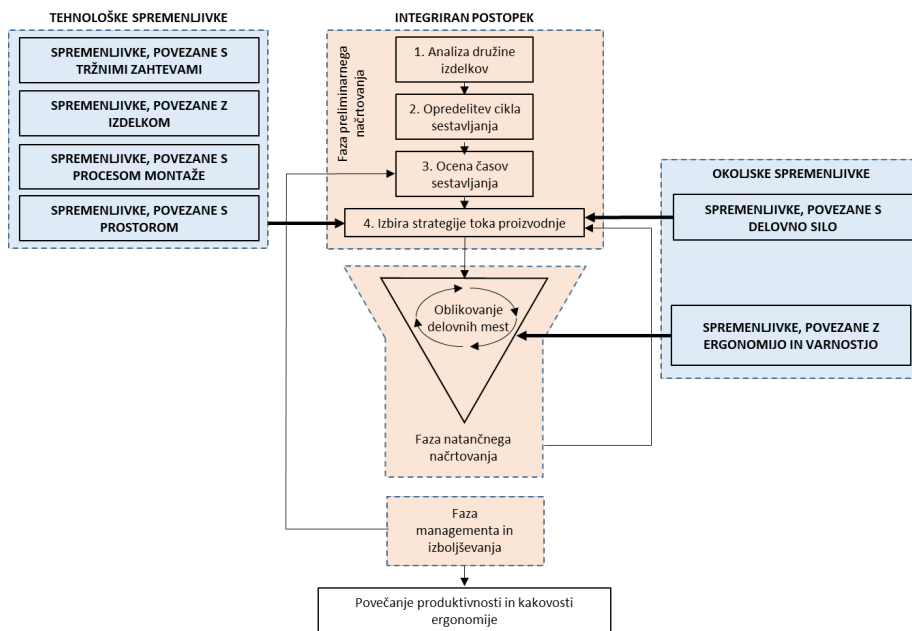 TEHNOLOŠKE SPREMENLJIVKE
SPREMENLJIVKE, POVEZANE S
TRŽNIMI ZAHTEVAMI
SPREMENLJIVKE, POVEZANE Z
IZDELKOM
SPREMENLJIVKE, POVEZANE S
PROCESOM MONTAŽE
SPREMENLJIVKE, POVEZANE S
PROSTOROM
INTEGRIRAN POSTOPEK
Faza preliminarnega
načrtovanja
1. Analiza družine
izdelkov
2. Opredelitev cikla
sestavljanja
3. Ocena časov
sestavljanja
4. Izbira strategije toka proizvodnje
Oblikovanje
delovnih mest
Faza natančnega
načrtovanja
Faza
managementa in
izboljševanja
Povečanje produktivnosti in kakovosti
ergonomije
OKOLJSKE SPREMENLJIVKE
SPREMENLJIVKE, POVEZANE S
DELOVNO SILO
SPREMENLJIVKE, POVEZANE Z
ERGONOMIJO IN VARNOSTJO